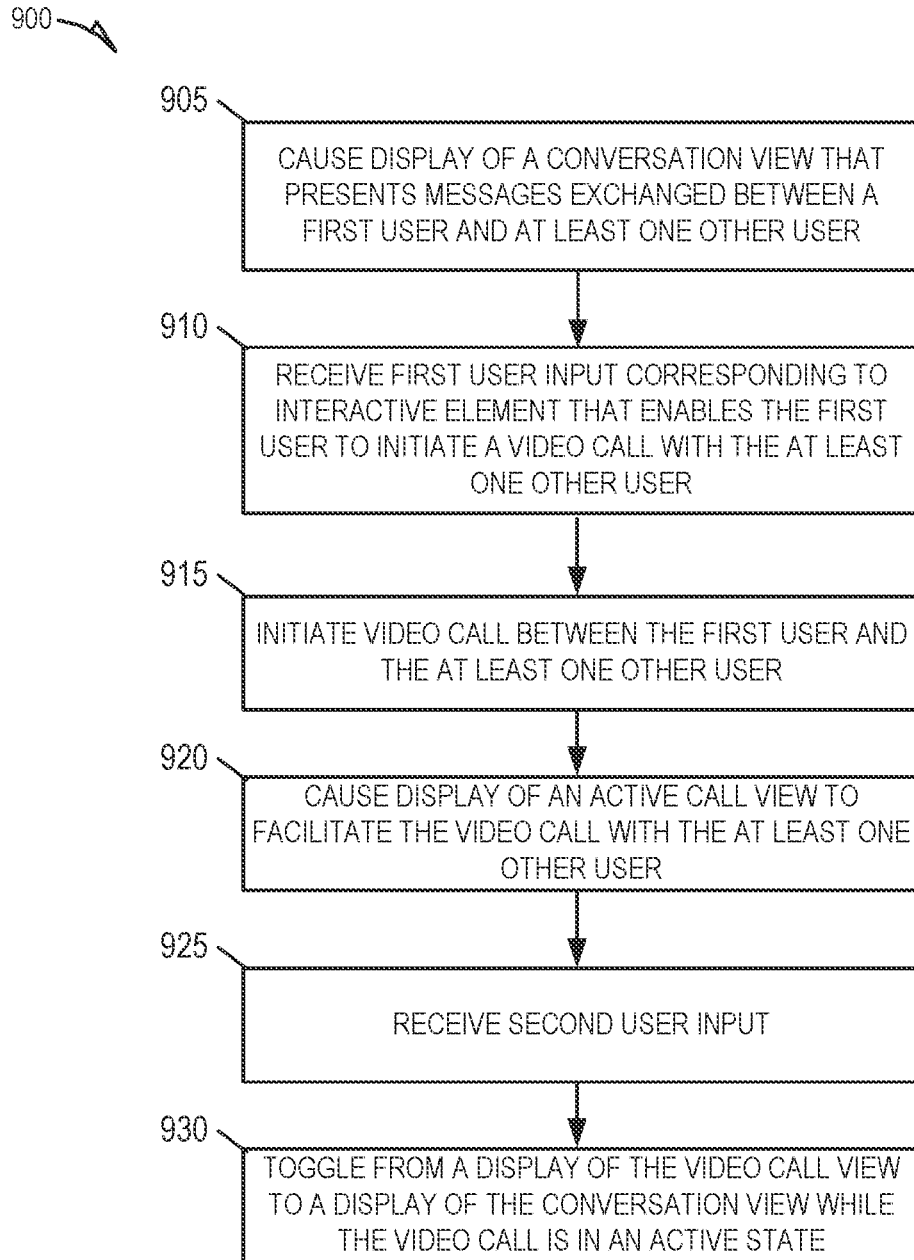 900
905
CAUSE DISPLAY OF A CONVERSATION VIEW THAT
PRESENTS MESSAGES EXCHANGED BETWEEN A
FIRST USER AND AT LEAST ONE OTHER USER
910
RECEIVE FIRST USER INPUT CORRESPONDING TO
INTERACTIVE ELEMENT THAT ENABLES THE FIRST
USER TO INITIATE A VIDEO CALL WITH THE AT LEAST
ONE OTHER USER
915
INITIATE VIDEO CALL BETWEEN THE FIRST USER AND
THE AT LEAST ONE OTHER USER
920
CAUSE DISPLAY OF AN ACTIVE CALL VIEW TO
FACILITATE THE VIDEO CALL WITH THE AT LEAST ONE
OTHER USER
925
RECEIVE SECOND USER INPUT
930
TOGGLE FROM A DISPLAY OF THE VIDEO CALL VIEW
TO A DISPLAY OF THE CONVERSATION VIEW WHILE
THE VIDEO CALL IS IN AN ACTIVE STATE